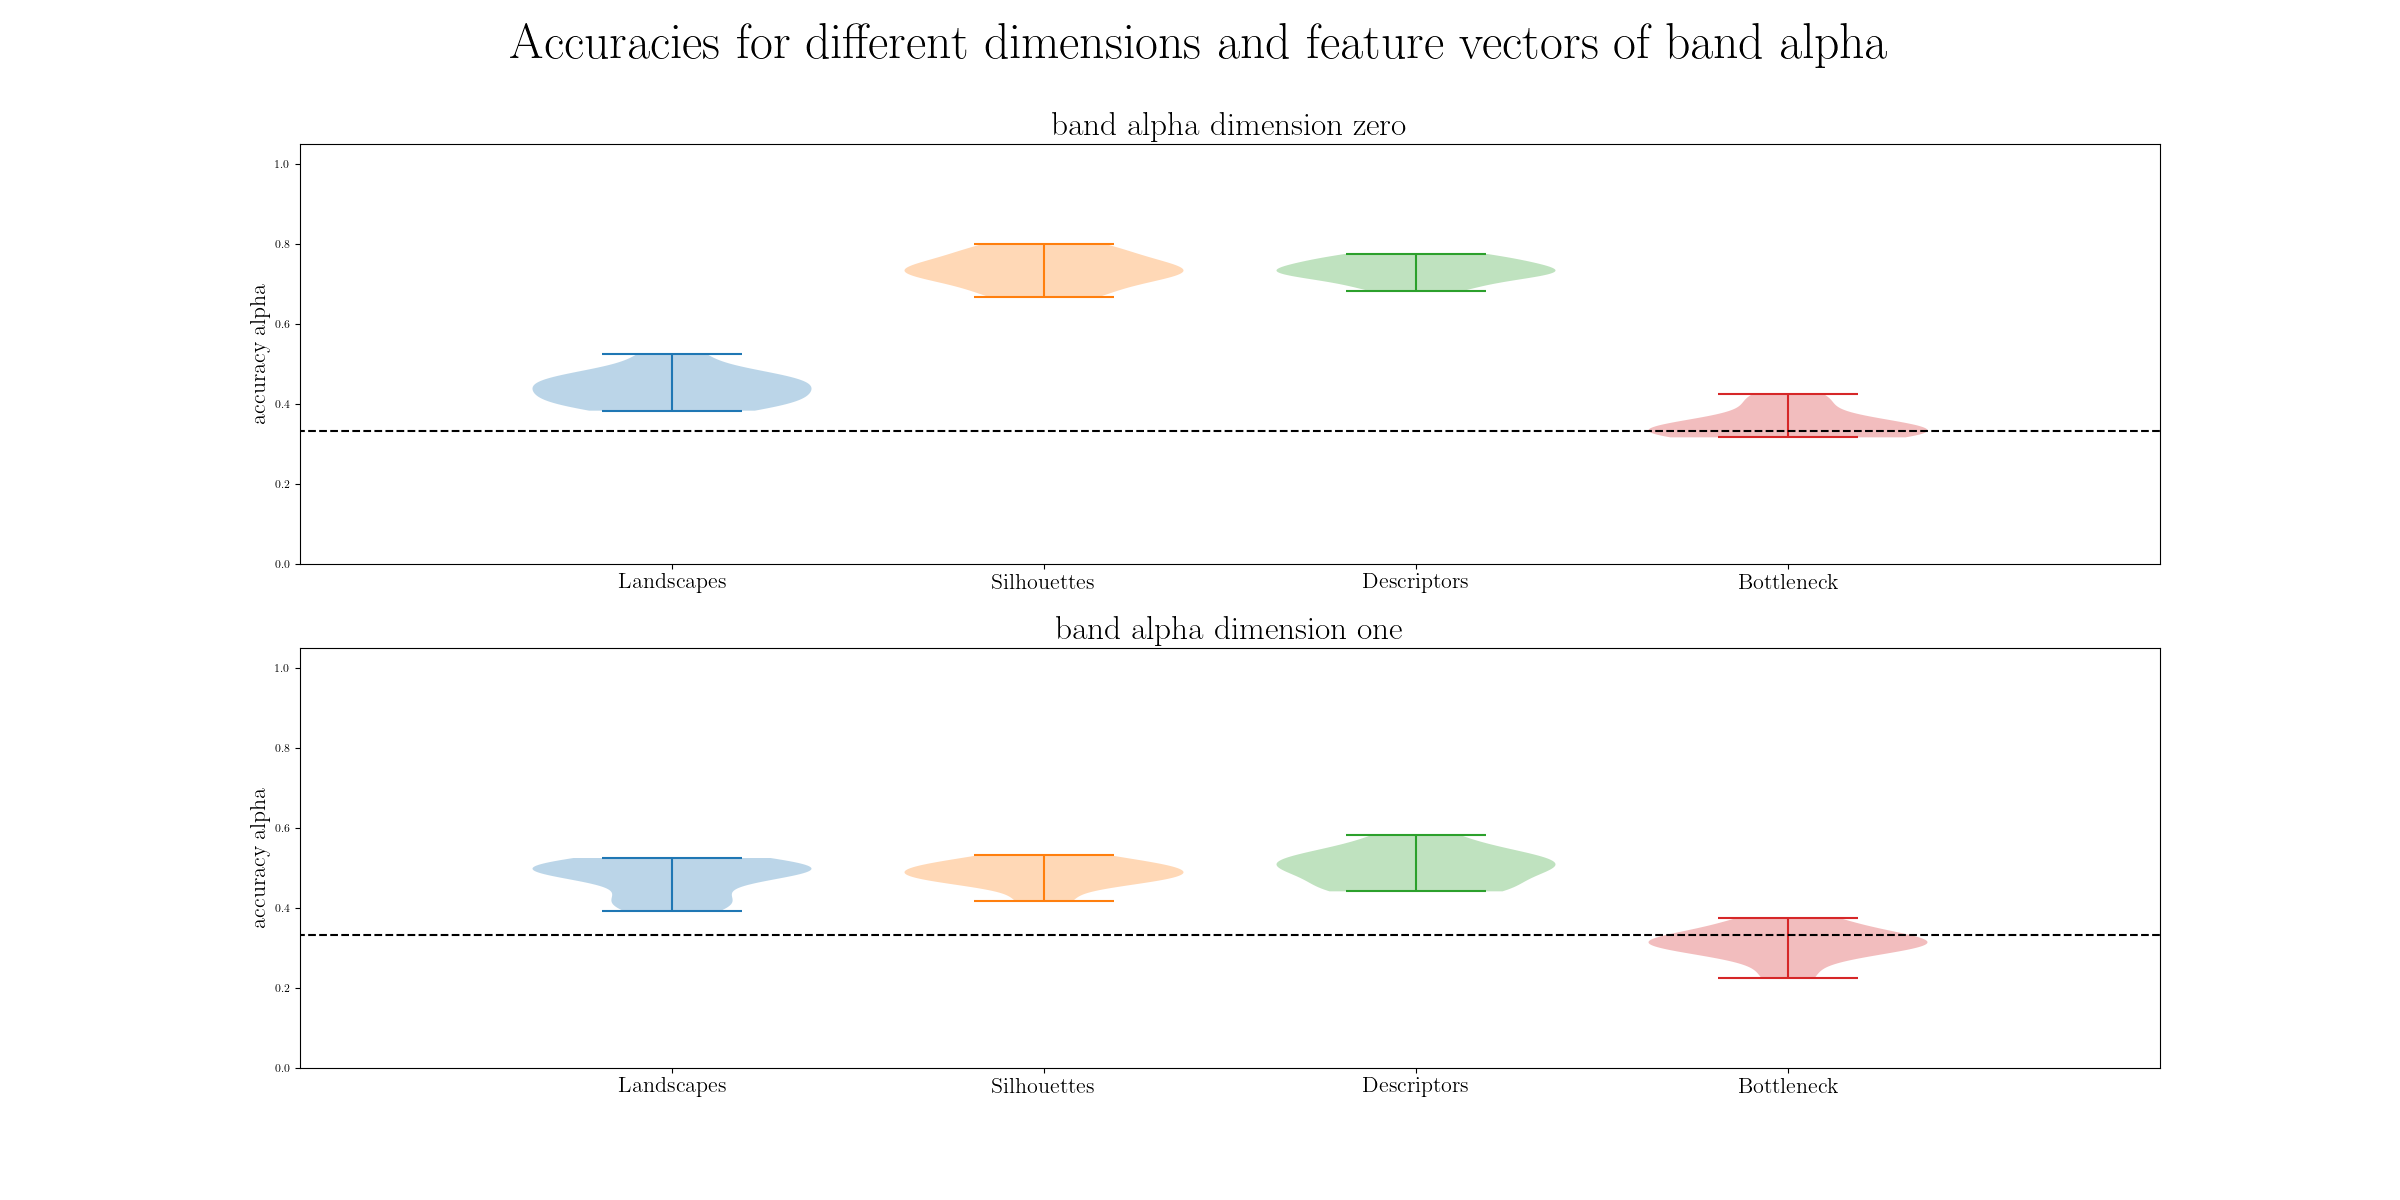 Accuracies for different dimensions and feature vectors of band alpha
band alpha dimension zero
accuracy alpha
1.0
0.8
0.6
0.4
0.2
0.0
Landscapes Silhouettes Descriptors Bottleneck
band alpha dimension one
accuracy alpha
1.0
0.8
0.6
0.4
0.2
0.0
Landscapes Silhouettes Descriptors Bottleneck